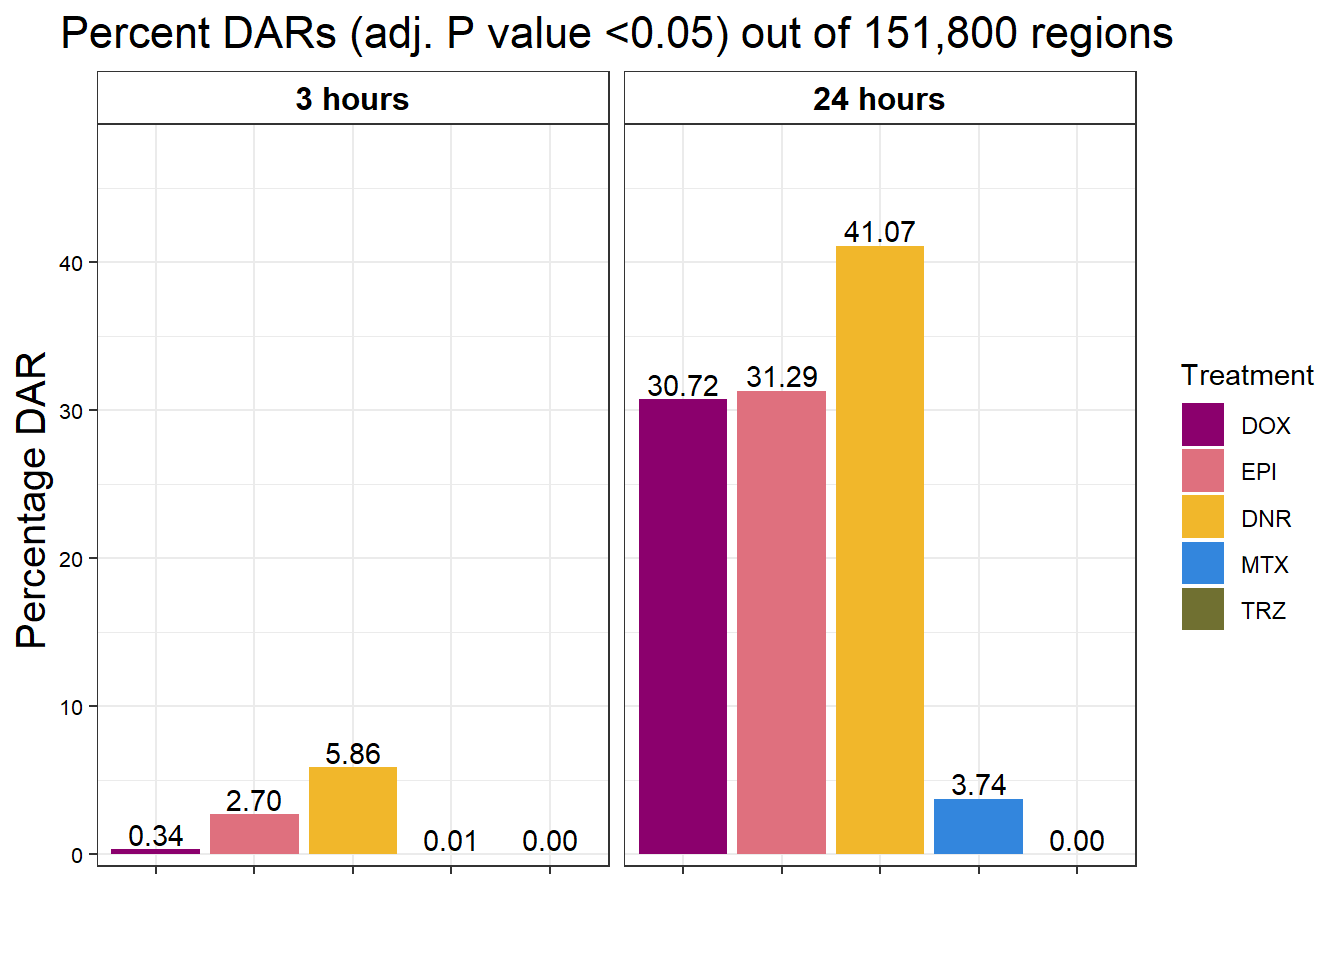 Percent DARs (adj. P value <0.05) out of 151,800 regions
3 hours
24 hours
Percentage DAR
40
30
20
10
0
0.34
2.70
5.86
0.01
0.00
30.72
31.29
41.07
3.74
0.00
Treatment
DOX
EPI
DNR
MTX
TRZ